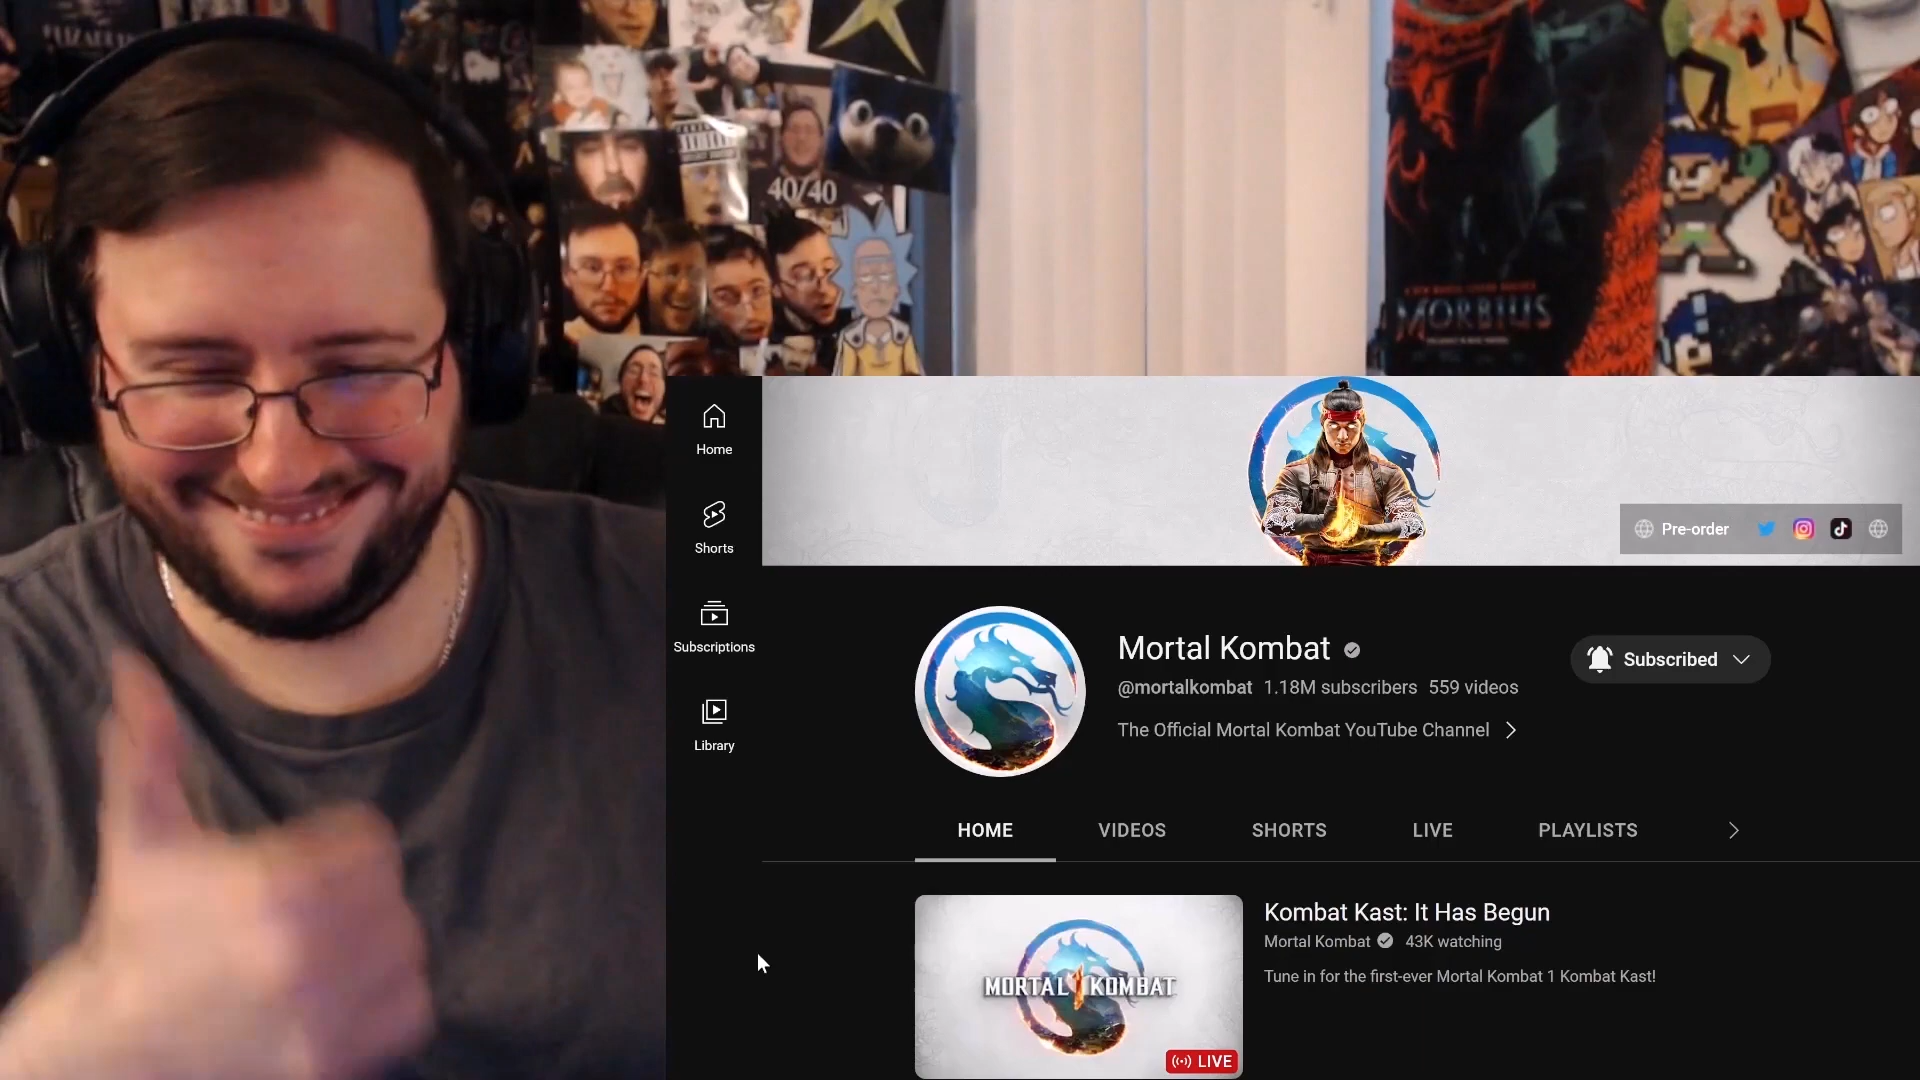 40/40
MORBIUS
Home
Shorts
Subscriptions
Library
Pre-order
Mortal Kombat
@mortalkombat 1.18M subscribers 559 videos
The Official Mortal Kombat YouTube Channel
Subscribed
HOME VIDEOS SHORTS LIVE PLAYLISTS
MORTAL 1 KOMBAT
LIVE
Kombat Kast: It Has Begun
Mortal Kombat 43K watching
Tune in for the first-ever Mortal Kombat 1 Kombat Kast!